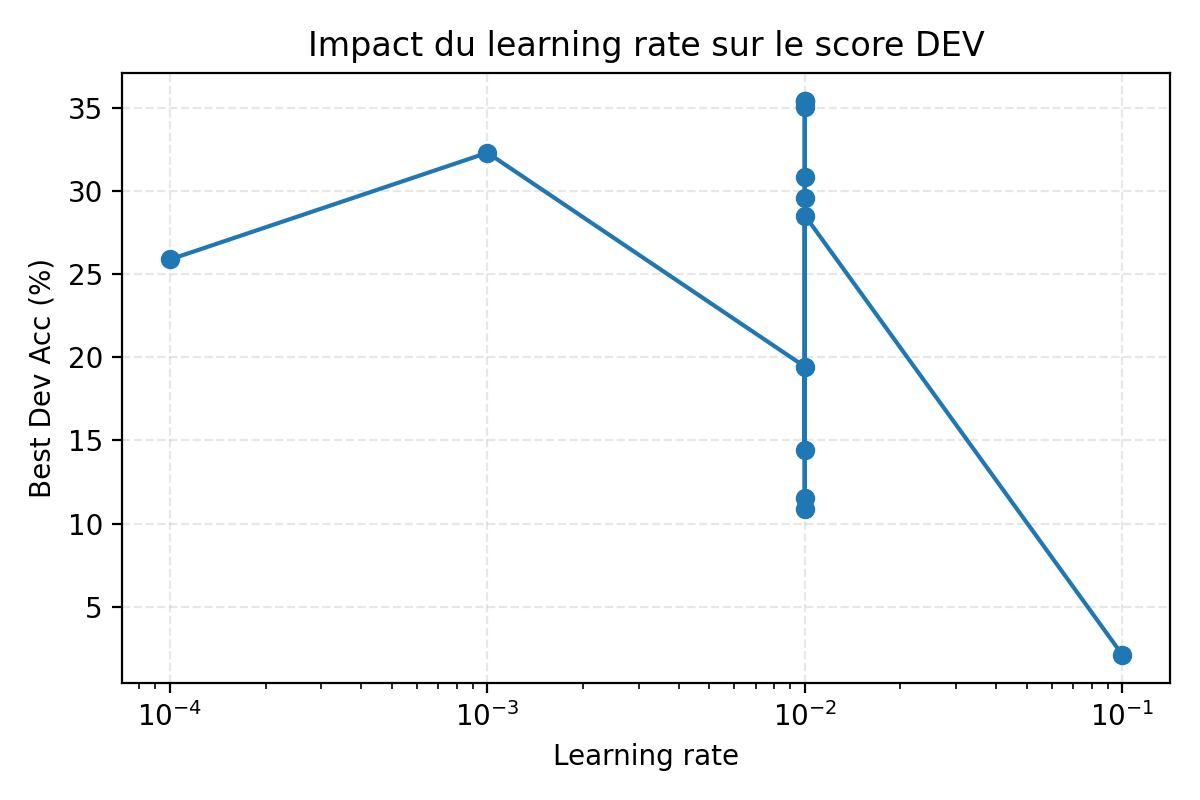 Impact du learning rate sur le score DEV
Best Dev Acc (%)
35
30
25
20
15
10
5
10⁻⁴ 10⁻³ 10⁻² 10⁻¹
Learning rate